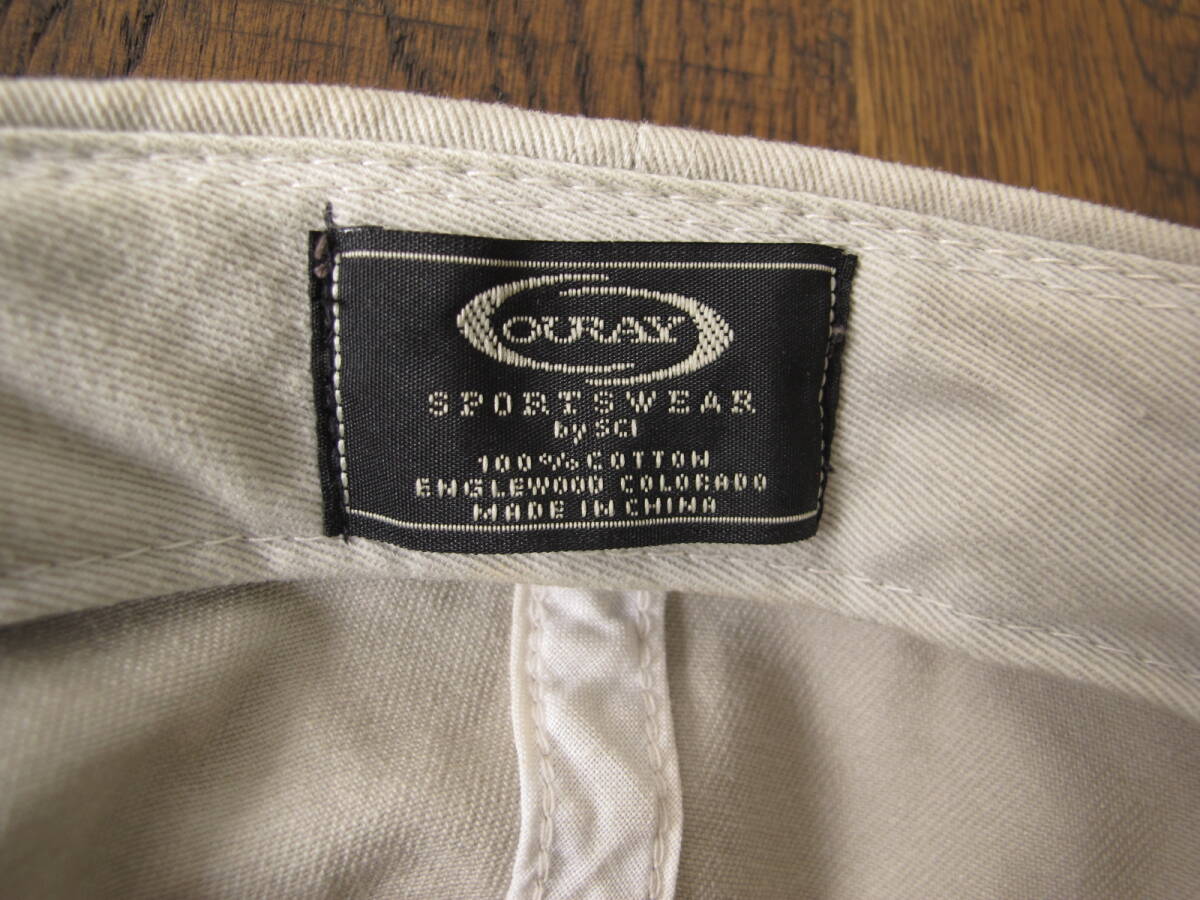 OURAY
SPORTSWEAR
by SCI
100% COTTON
ENGLEWOOD COLORADO
MADE IN CHINA